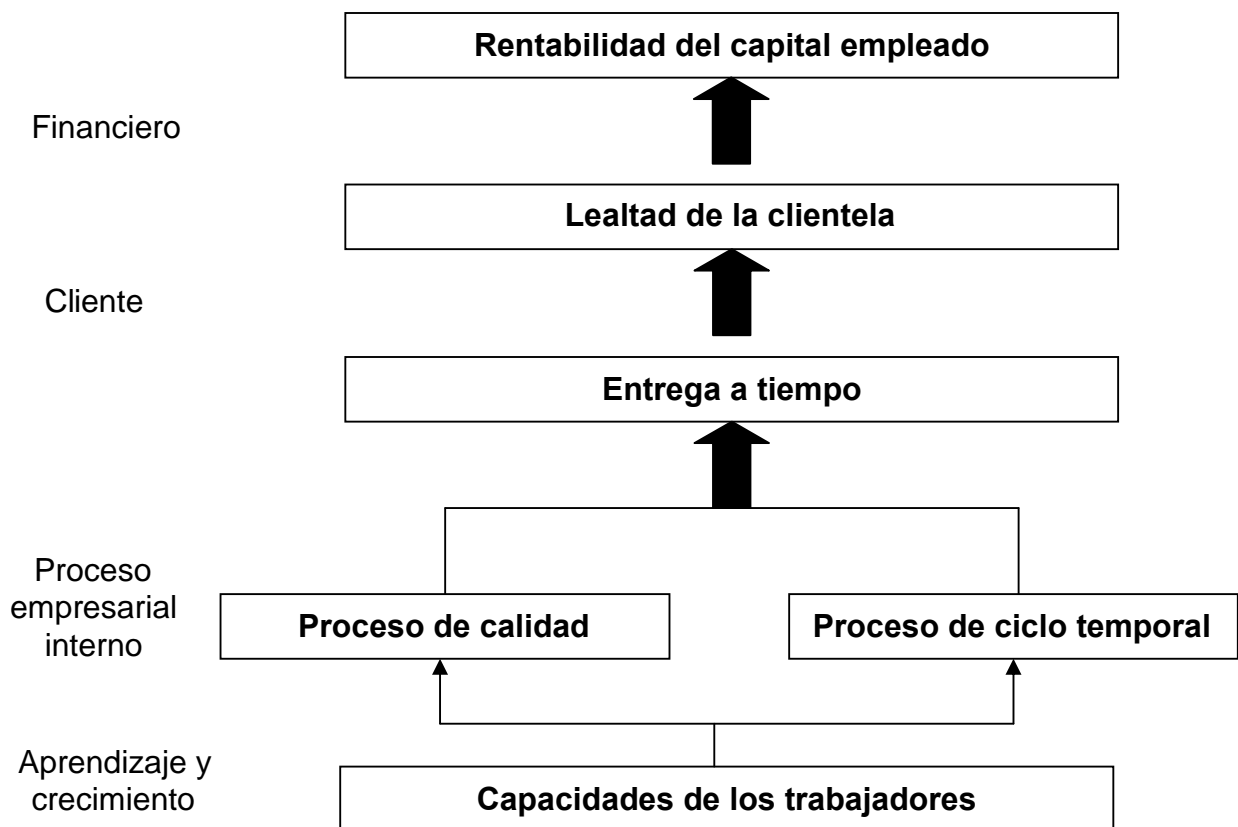 Rentabilidad del capital empleado
Financiero
Lealtad de la clientela
Cliente
Entrega a tiempo
Proceso
empresarial
interno
Proceso de calidad
Proceso de ciclo temporal
Aprendizaje y
crecimiento
Capacidades de los trabajadores